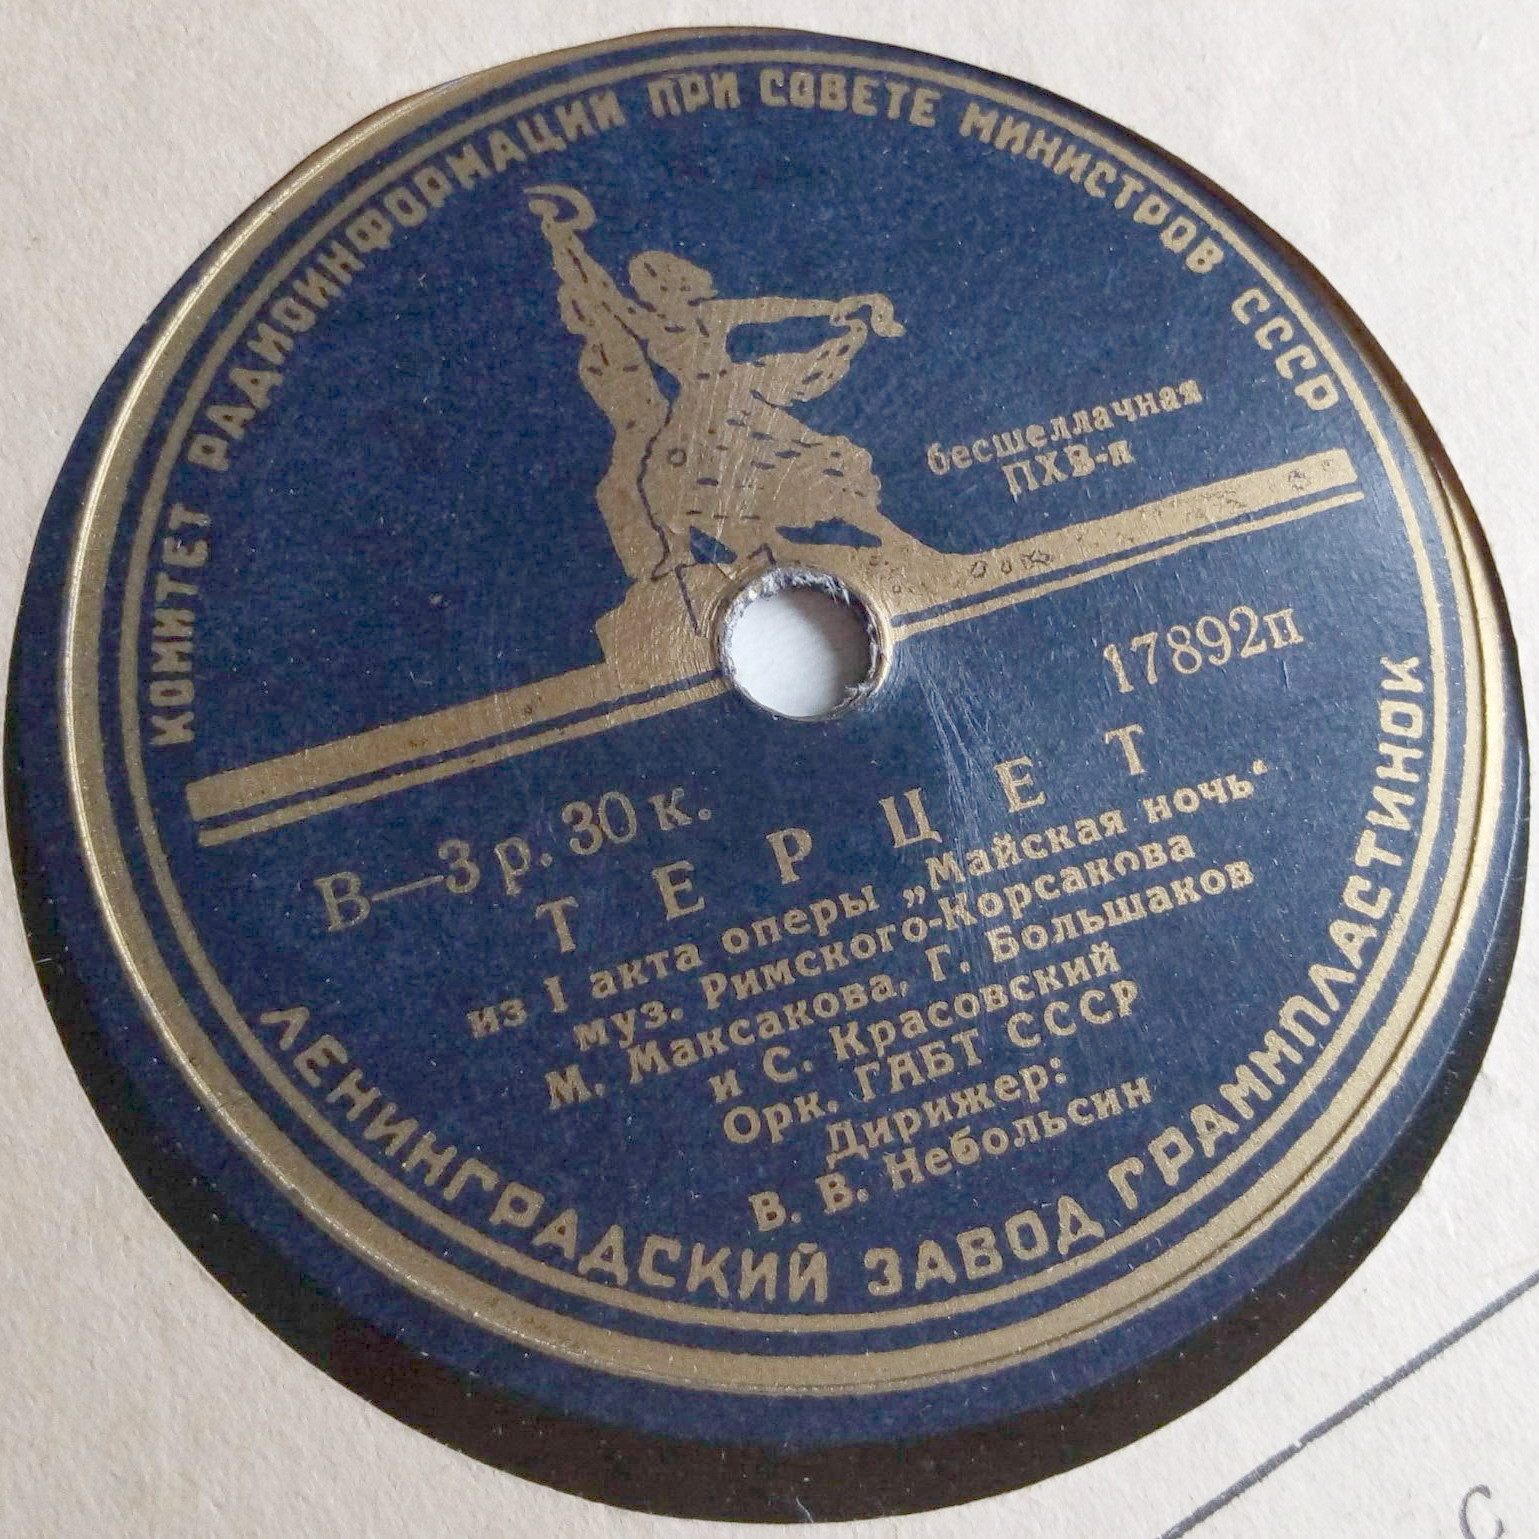 КОМИТЕТ РАДИОИНФОРМАЦИИ ПРИ СОВЕТЕ МИНИСТРОВ СССР
бесшеллачная
ПХВ-п
17892п
В—3 р. 30 к.
ТЕРЦЕТ
из I акта оперы „Майская ночь“
муз. Римского-Корсакова
М. Максакова, Г. Большаков
и С. Красовский
Орк. ГАБТ СССР
Дирижер:
В. В. Небольсин
ЛЕНИНГРАДСКИЙ ЗАВОД ГРАММПЛАСТИНОК
С